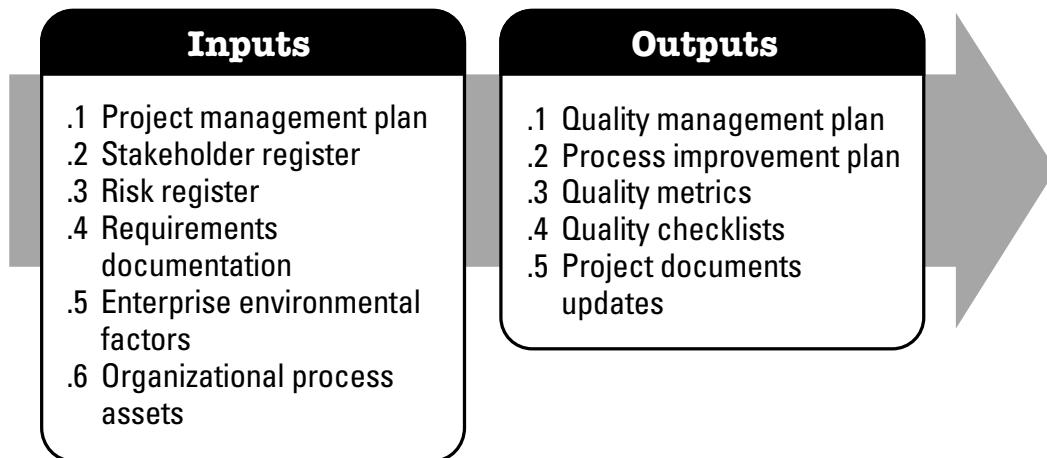 Inputs
.1 Project management plan
.2 Stakeholder register
.3 Risk register
.4 Requirements
documentation
.5 Enterprise environmental
factors
.6 Organizational process
assets
Outputs
.1 Quality management plan
.2 Process improvement plan
.3 Quality metrics
.4 Quality checklists
.5 Project documents
updates